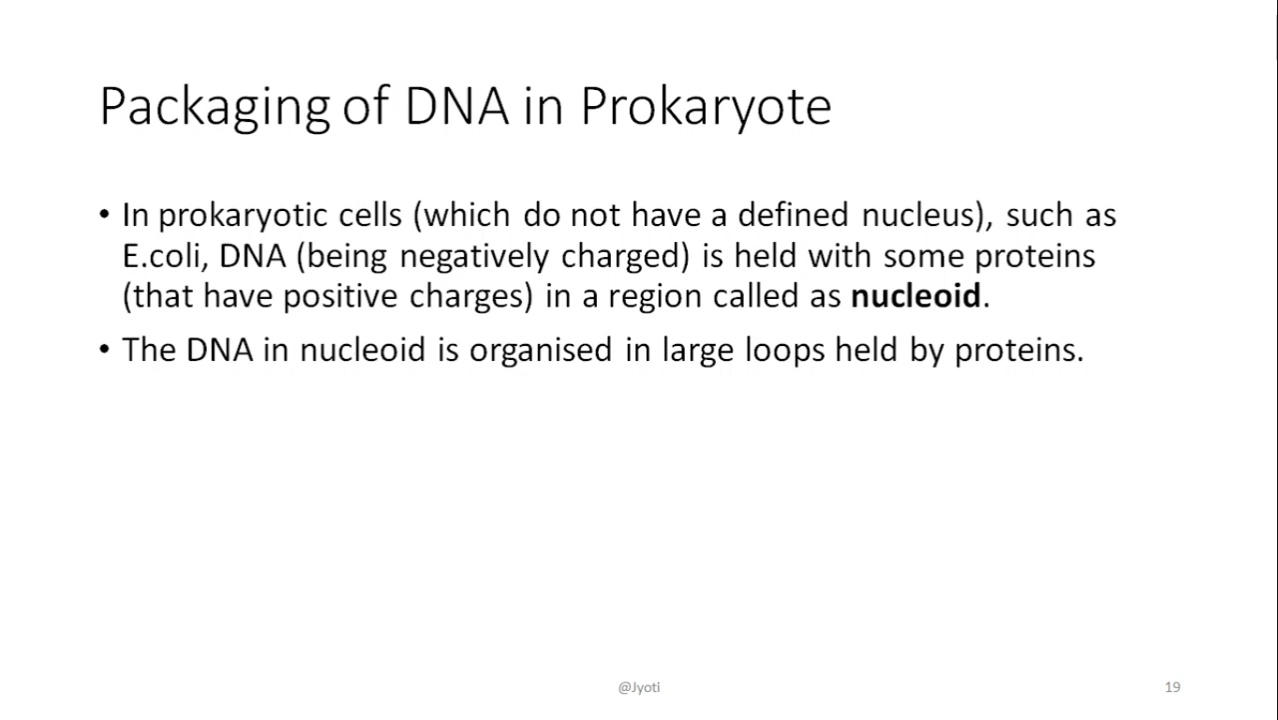 Packaging of DNA in Prokaryote
• In prokaryotic cells (which do not have a defined nucleus), such as
E.coli, DNA (being negatively charged) is held with some proteins
(that have positive charges) in a region called as nucleoid.
• The DNA in nucleoid is organised in large loops held by proteins.
@Jyoti
19